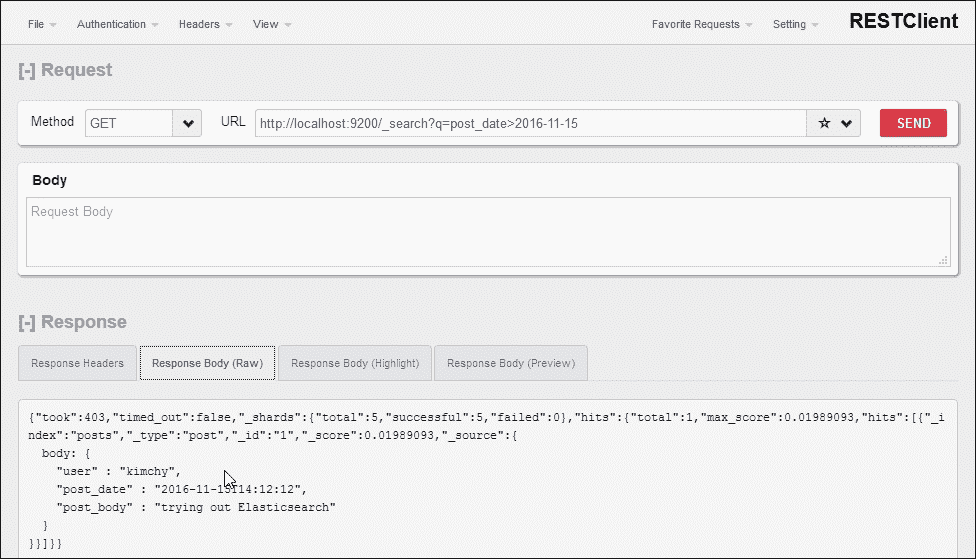 File Authentication Headers View Favorite Requests Setting RESTClient
[-] Request
Method GET URL http://localhost:9200/_search?q=post_date>2016-11-15 SEND
Body
Request Body
[-] Response
Response Headers Response Body (Raw) Response Body (Highlight) Response Body (Preview)
{"took":403,"timed_out":false,"_shards":{"total":5,"successful":5,"failed":0},"hits":{"total":1,"max_score":0.01989093,"hits":[{"_i
ndex":"posts","_type":"post","_id":"1","_score":0.01989093,"_source":{
body: {
"user" : "kimchy",
"post_date" : "2016-11-15T14:12:12",
"post_body" : "trying out Elasticsearch"
}
}}]}}